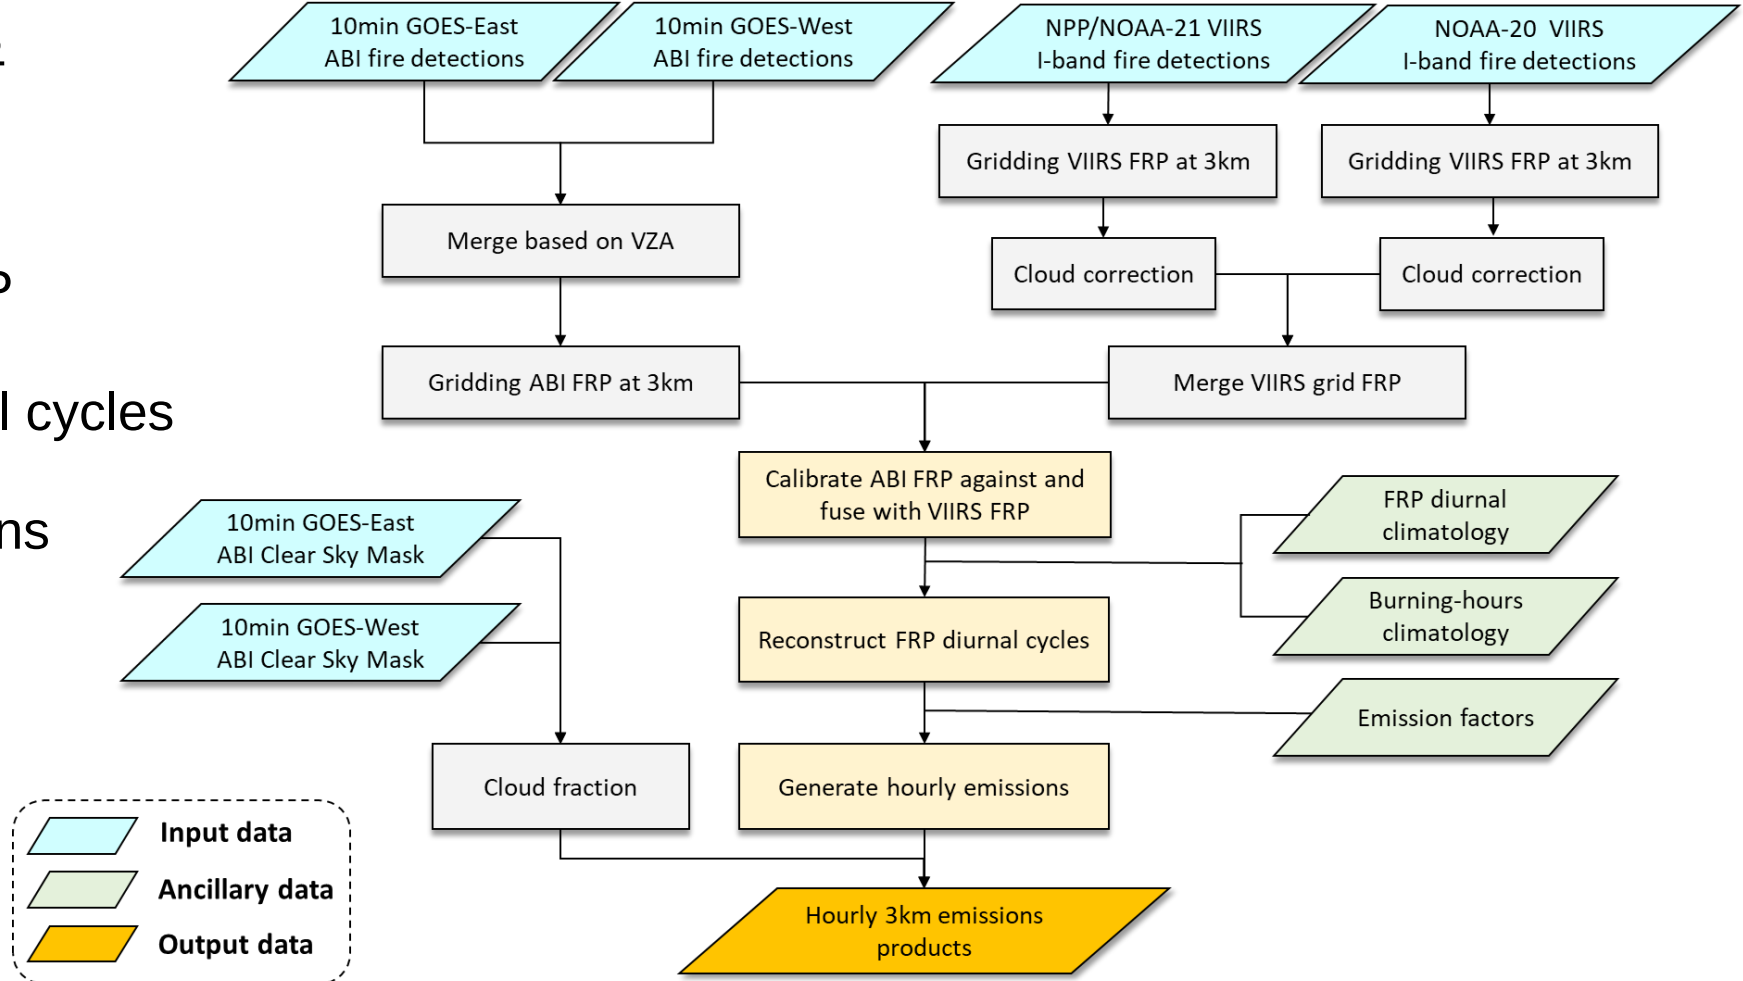 10min GOES-East
ABI fire detections
10min GOES-West
ABI fire detections
NPP/NOAA-21 VIIRS
I-band fire detections
NOAA-20 VIIRS
I-band fire detections
Gridding VIIRS FRP at 3km
Gridding VIIRS FRP at 3km
Merge based on VZA
Cloud correction
Cloud correction
Gridding ABI FRP at 3km
Merge VIIRS grid FRP
l cycles
Calibrate ABI FRP against and
fuse with VIIRS FRP
FRP diurnal
climatology
ns
10min GOES-East
ABI Clear Sky Mask
Burning-hours
climatology
10min GOES-West
ABI Clear Sky Mask
Reconstruct FRP diurnal cycles
Emission factors
Cloud fraction
Generate hourly emissions
Input data
Ancillary data
Output data
Hourly 3km emissions
products